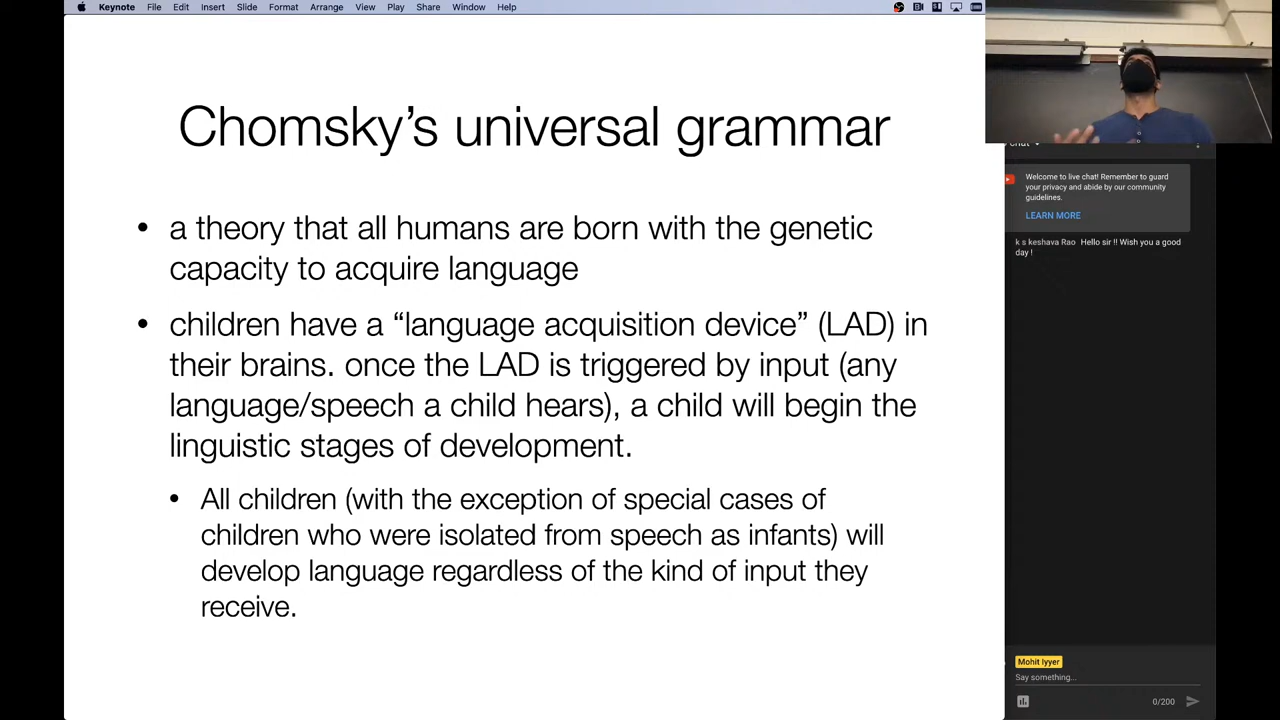 Keynote File Edit Insert Slide Format Arrange View Play Share Window Help
Chomsky’s universal grammar
• a theory that all humans are born with the genetic
capacity to acquire language
• children have a “language acquisition device” (LAD) in
their brains. once the LAD is triggered by input (any
language/speech a child hears), a child will begin the
linguistic stages of development.
• All children (with the exception of special cases of
children who were isolated from speech as infants) will
develop language regardless of the kind of input they
receive.
Welcome to live chat! Remember to guard
your privacy and abide by our community
guidelines.
LEARN MORE
k s keshava Rao Hello sir !! Wish you a good
day !
Mohit Iyyer
Say something...
0/200